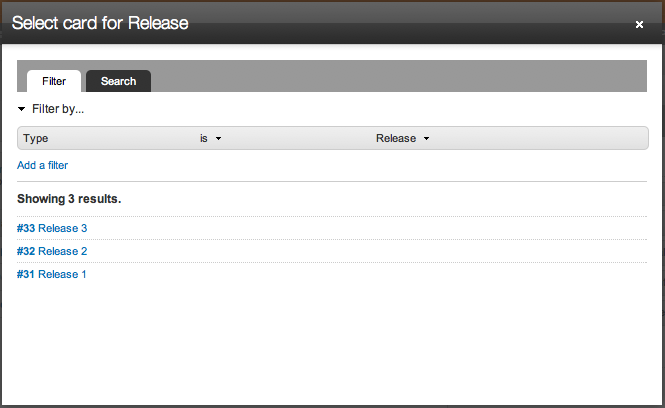 Select card for Release
Filter Search
Filter by...
Type is Release
Add a filter
Showing 3 results.
#33 Release 3
#32 Release 2
#31 Release 1